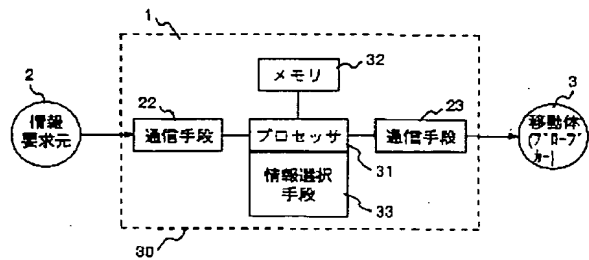 1
32
メモリ
2
22
23
3
情報
要求元
通信手段
プロセッサ
通信手段
移動体
(プローブ
カー)
31
情報選択
手段
33
30